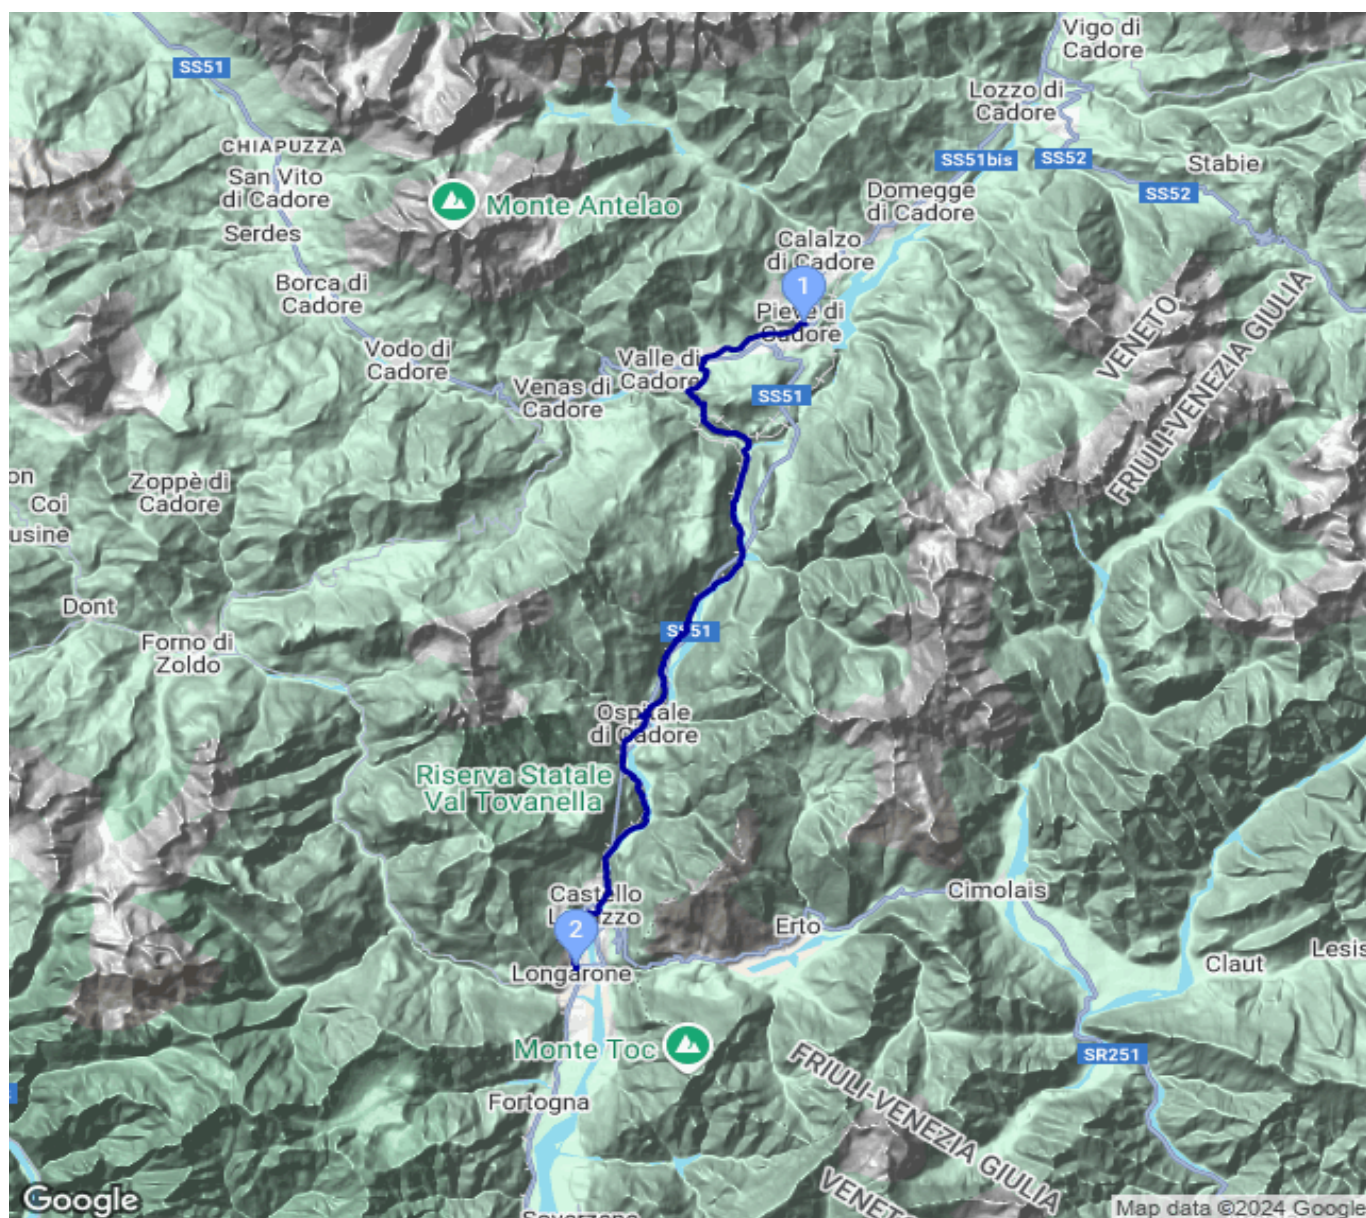 Vigo di
Cadore
SS51
Lozzo di
Cadore
CHIAPUZZA
SS51bis
SS52
Stabie
San Vito
di Cadore
SS52
Domegge
di Cadore
Monte Antelao
Serdes
Calalzo
di Cadore
Borca di
Cadore
1
Pieve di
Cadore
VENETO
FRIULI-VENEZIA GIULIA
Vodo di
Cadore
Valle di
Cadore
Venas di
Cadore
SS51
on
Zoppè di
Cadore
Coi
usine
Dont
Forno di
Zoldo
SS51
Ospitale
di Cadore
Riserva Statale
Val Tovanella
Castello
Cimolais
2
Erto
Longarone
Claut
Lesis
Monte Toc
SR251
FRIULI-VENEZIA GIULIA
VENETO
Fortogna
Google
Map data ©2024 Google